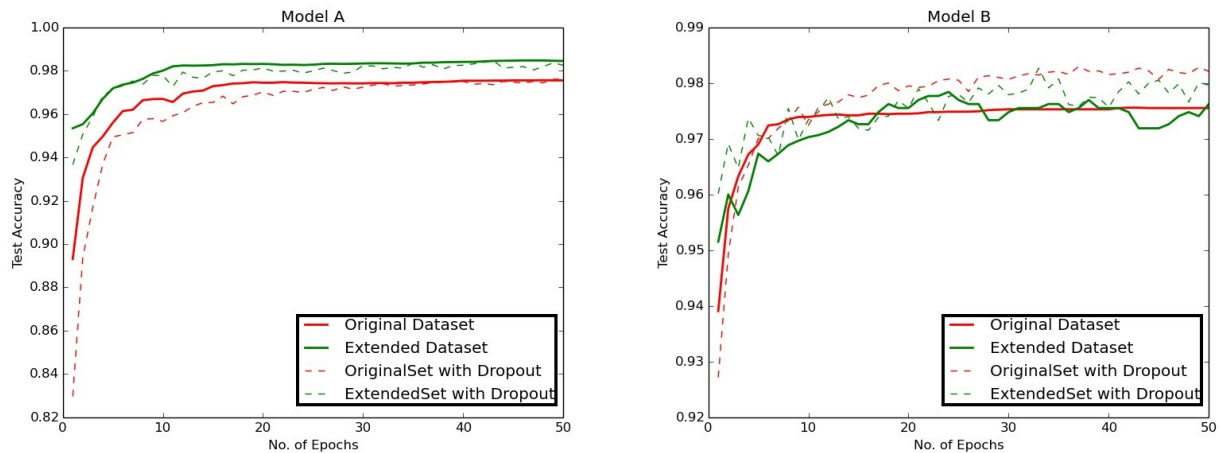 Model A
1.00
0.98
0.96
0.94
0.92
0.90
0.88
0.86
0.84
0.82
Test Accuracy
0
10
20
30
40
50
No. of Epochs
Original Dataset
Extended Dataset
OriginalSet with Dropout
ExtendedSet with Dropout
Model B
0.99
0.98
0.97
0.96
0.95
0.94
0.93
0.92
Test Accuracy
0
10
20
30
40
50
No. of Epochs
Original Dataset
Extended Dataset
OriginalSet with Dropout
ExtendedSet with Dropout